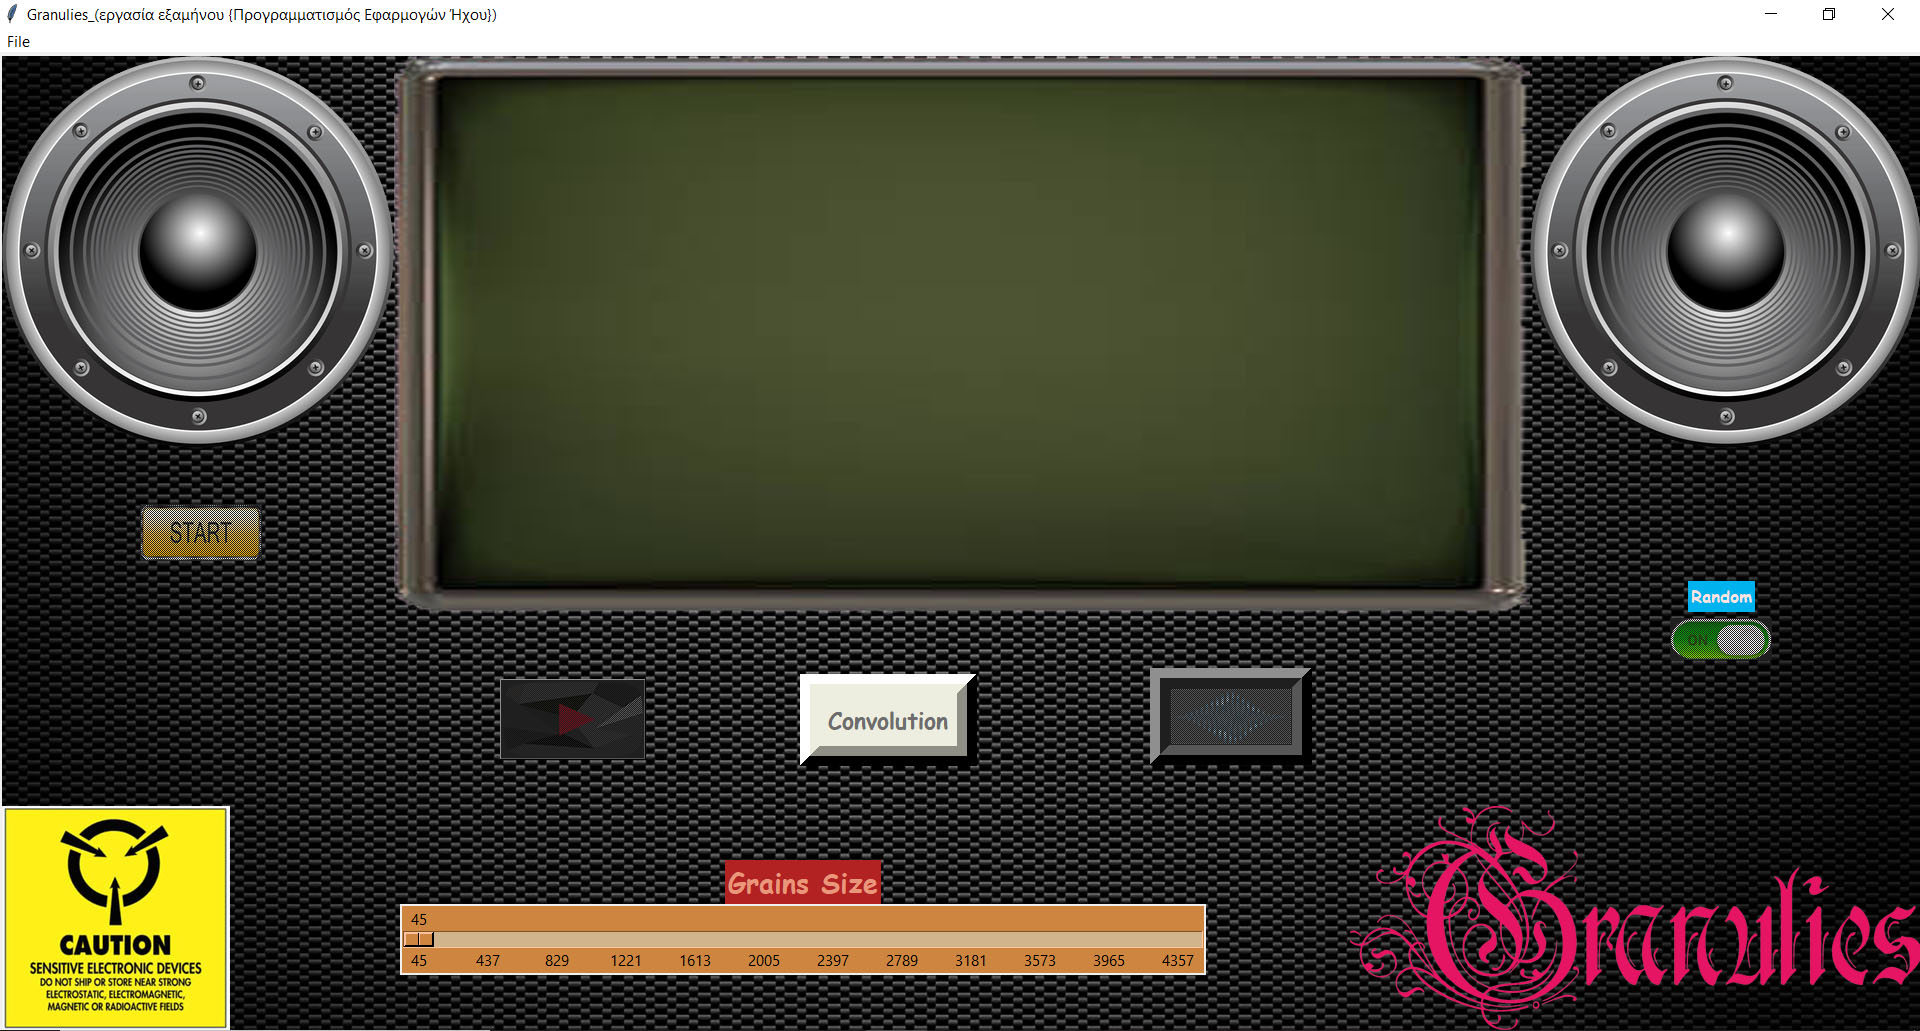 Granulies_(εργασία εξαμήνου {Προγραμματισμός Εφαρμογών Ήχου})
File
START
Random
ON
Convolution
Grains Size
45
45 437 829 1221 1613 2005 2397 2789 3181 3573 3965 4357
CAUTION
SENSITIVE ELECTRONIC DEVICES
DO NOT SHIP OR STORE NEAR STRONG
ELECTROSTATIC, ELECTROMAGNETIC,
MAGNETIC OR RADIOACTIVE FIELDS
Granulies